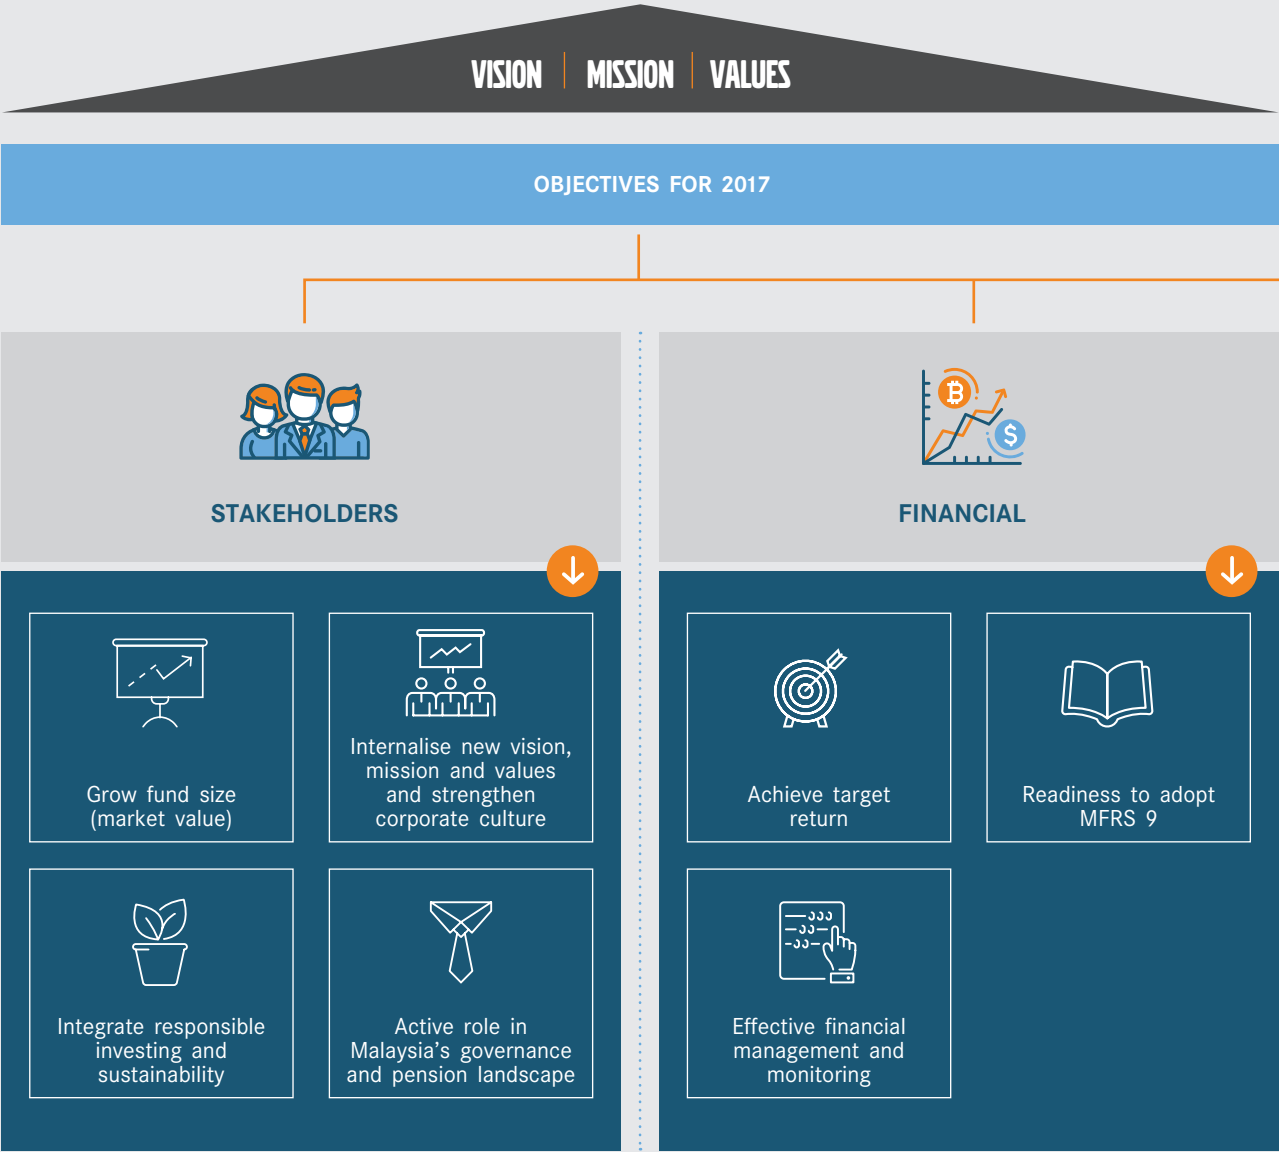 VISION | MISSION | VALUES
OBJECTIVES FOR 2017
STAKEHOLDERS
Grow fund size
(market value)
Internalise new vision,
mission and values
and strengthen
corporate culture
Integrate responsible
investing and
sustainability
Active role in
Malaysia’s governance
and pension landscape
FINANCIAL
Achieve target
return
Readiness to adopt
MFRS 9
Effective financial
management and
monitoring